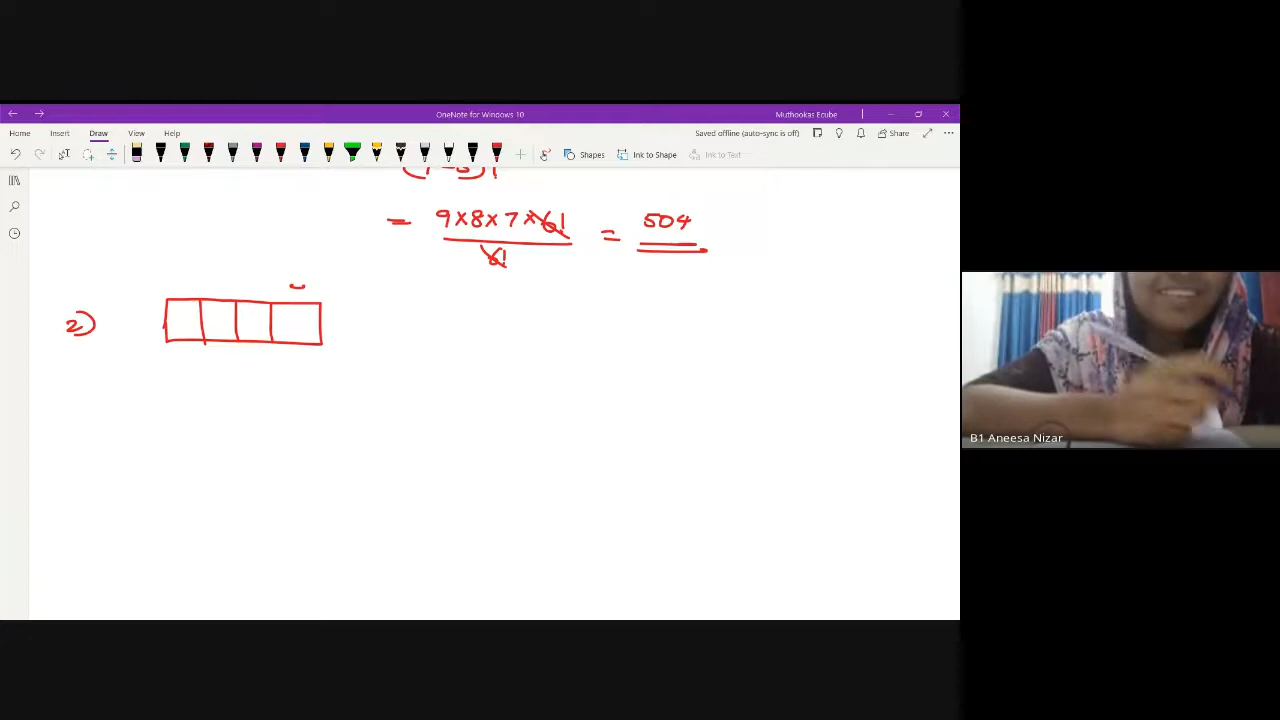 OneNote for Windows 10
Muthookas Ecube
Home Insert Draw View Help
Saved offline (auto-sync is off)
Share
Shapes
Ink to Shape
Ink to Text
= 9×8×7×6! / 6! = 504
2)
B1 Aneesa Nizar